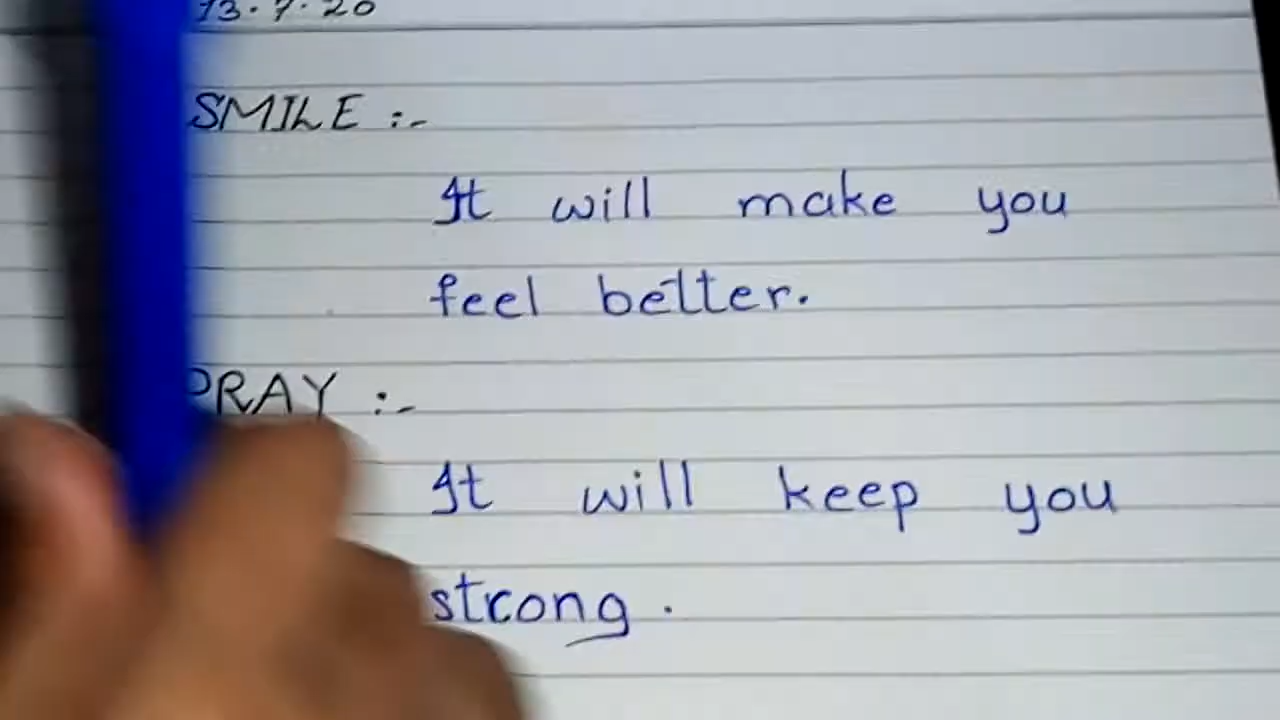 13.7.20
SMILE :-
It will make you
feel better.
PRAY :-
It will keep you
strong.